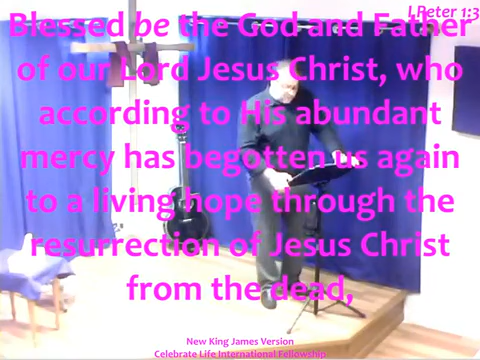 I Peter 1:3
Blessed be the God and Father
of our Lord Jesus Christ, who
according to His abundant
mercy has begotten us again
to a living hope through the
resurrection of Jesus Christ
from the dead,
New King James Version
Celebrate Life International Fellowship